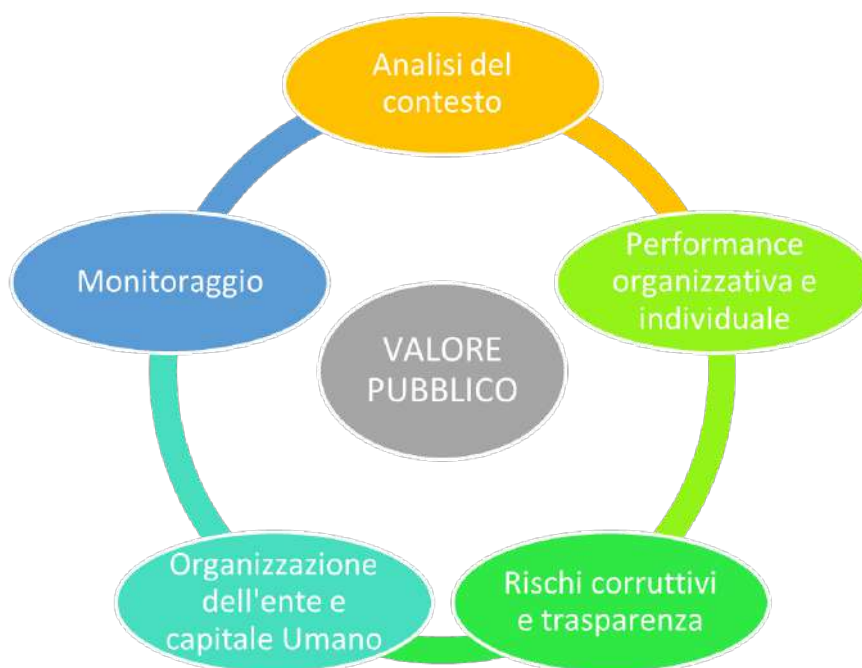 Analisi del
contesto
Performance
organizzativa e
individuale
Rischi corruttivi
e trasparenza
Organizzazione
dell'ente e
capitale Umano
Monitoraggio
VALORE
PUBBLICO